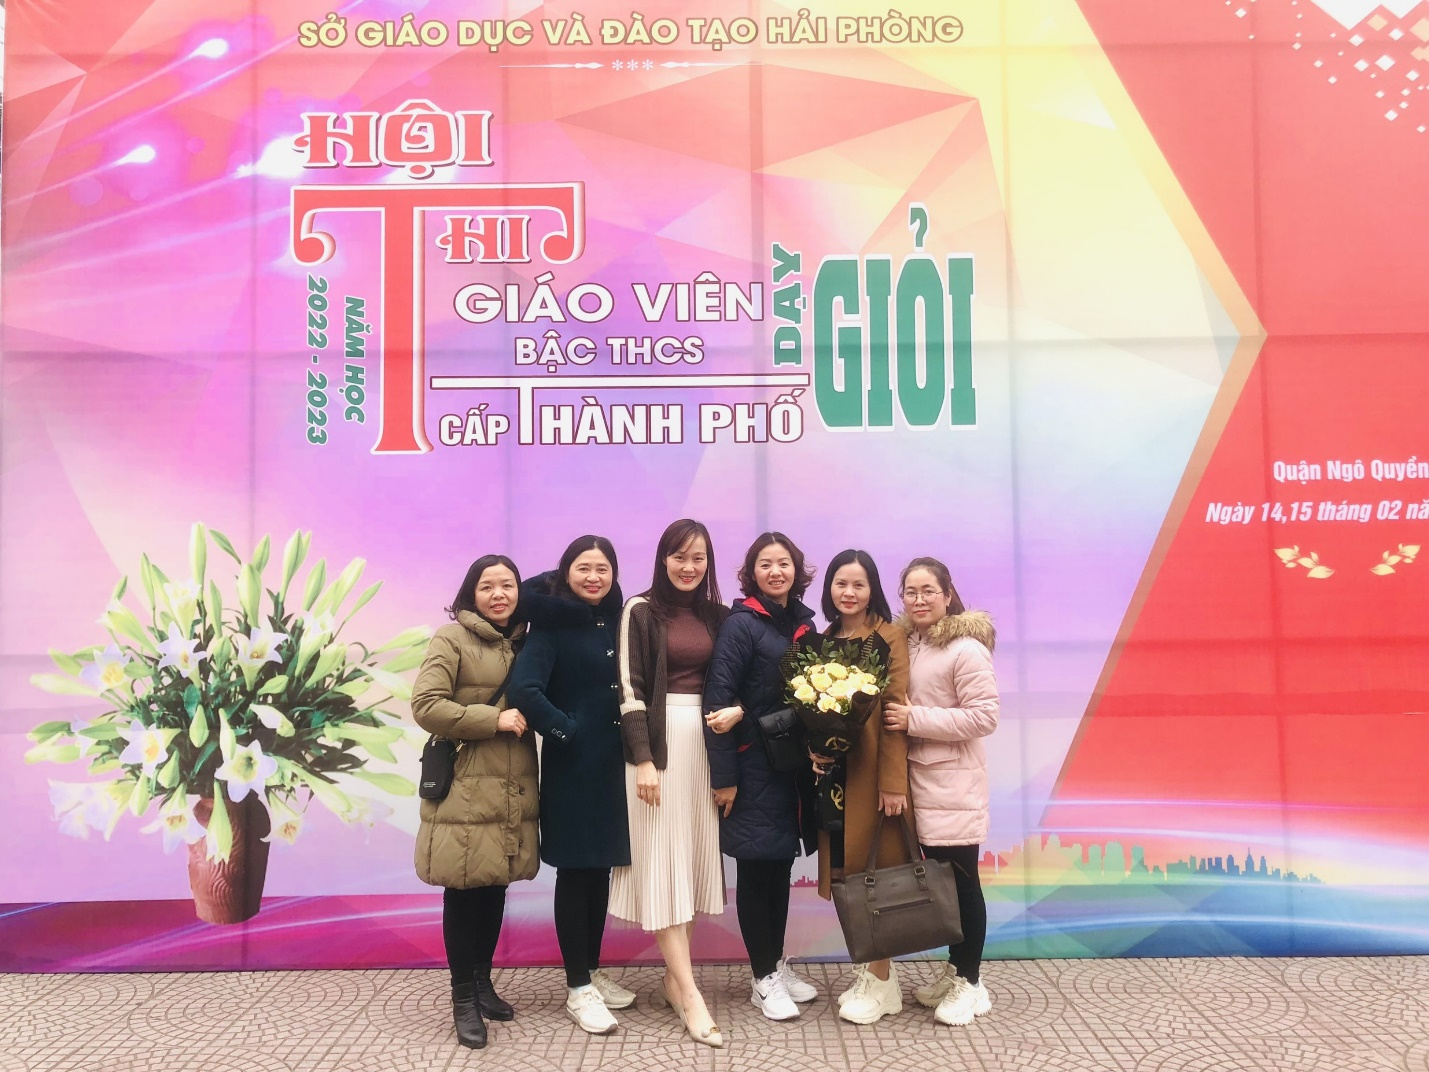 SỞ GIÁO DỤC VÀ ĐÀO TẠO HẢI PHÒNG
***
HỘI
THI
GIÁO VIÊN
DẠY
GIỎI
BẬC THCS
CẤP THÀNH PHỐ
NĂM HỌC
2022 - 2023
Quận Ngô Quyền
Ngày 14,15 tháng 02 nă